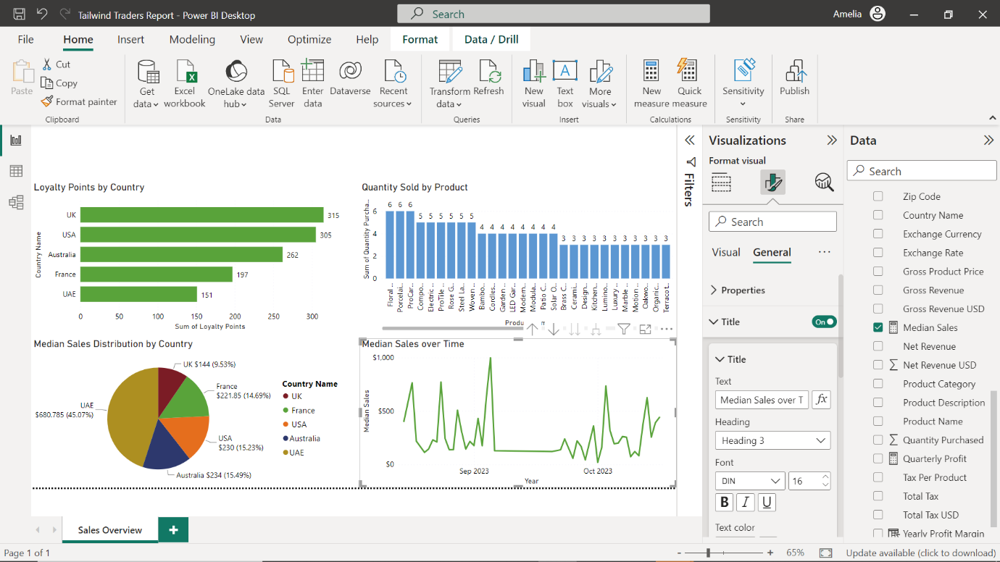 Tailwind Traders Report - Power BI Desktop
Search
Amelia
File Home Insert Modeling View Optimize Help Format Data / Drill
Paste
Cut
Copy
Format painter
Clipboard
Get data
Excel workbook
OneLake data hub
SQL Server
Enter data
Dataverse
Recent sources
Data
Transform data
Refresh
Queries
New visual
Text box
More visuals
Insert
New measure
Quick measure
Calculations
Sensitivity
Sensitivity
Publish
Share
Loyalty Points by Country
Country Name
UK 315
USA 305
Australia 262
France 197
UAE 151
0 50 100 150 200 250 300
Sum of Loyalty Points
Quantity Sold by Product
Sum of Quantity Purcha...
6
4
2
0
6 6 6 5 5 5 5 5 5 4 4 4 4 4 4 4 4 3 3 3 3 3 3 3 3 3 3 3
Floral ...
Porcelai...
ProCar...
Compo...
Electric ...
ProTile ...
Rose G...
Steel La...
Woven ...
Bambo...
Cordles...
Garden ...
LED Gar...
Modern...
Modula...
Patio C...
Solar O...
Brass C...
Cerami...
Design...
Kitchen...
Lumino...
Luxury ...
Marble ...
Motion ...
Oakwo...
Organic...
Terracot...
Produ
Median Sales Distribution by Country
UK $144 (9.53%)
France
$221.85 (14.69%)
USA
$230 (15.23%)
Australia $234 (15.49%)
UAE
$680.785 (45.07%)
Country Name
UK
France
USA
Australia
UAE
Median Sales over Time
Median Sales
$1,000
$500
$0
Sep 2023 Oct 2023
Year
Filters
Visualizations
Format visual
Search
Visual General ...
Properties
Title On
Title
Text
Median Sales over T
fx
Heading
Heading 3
Font
DIN 16
B I U
Text color
Data
Search
Zip Code
Country Name
Exchange Currency
Exchange Rate
Gross Product Price
Gross Revenue
Gross Revenue USD
Median Sales
Net Revenue
Net Revenue USD
Product Category
Product Description
Product Name
Quantity Purchased
Quarterly Profit
Tax Per Product
Total Tax
Total Tax USD
Yearly Profit Margin
Sales Overview
Page 1 of 1
- + 65%
Update available (click to download)